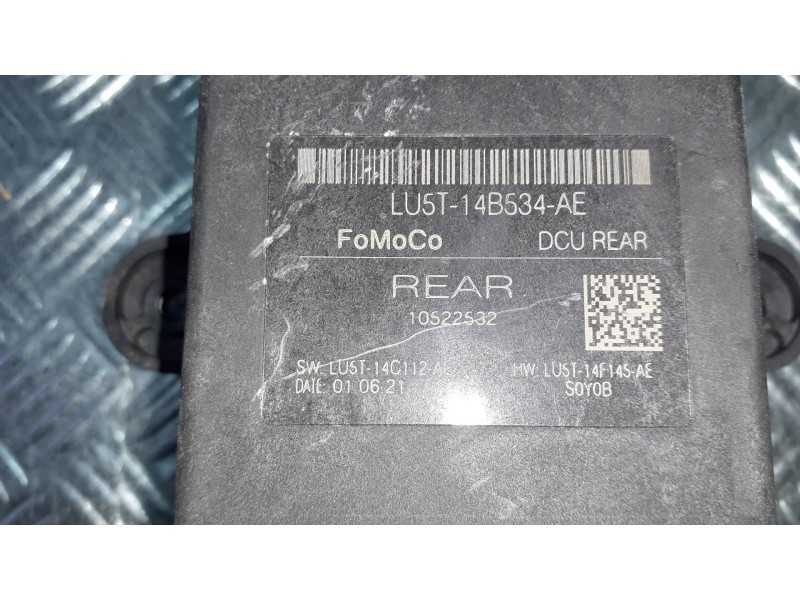 LU5T-14B534-AE
FoMoCo DCU REAR
REAR
10522532
SW: LU5T-14C112-A
HW: LU5T-14F145-AE
DATE: 01.06.21
S0Y0B